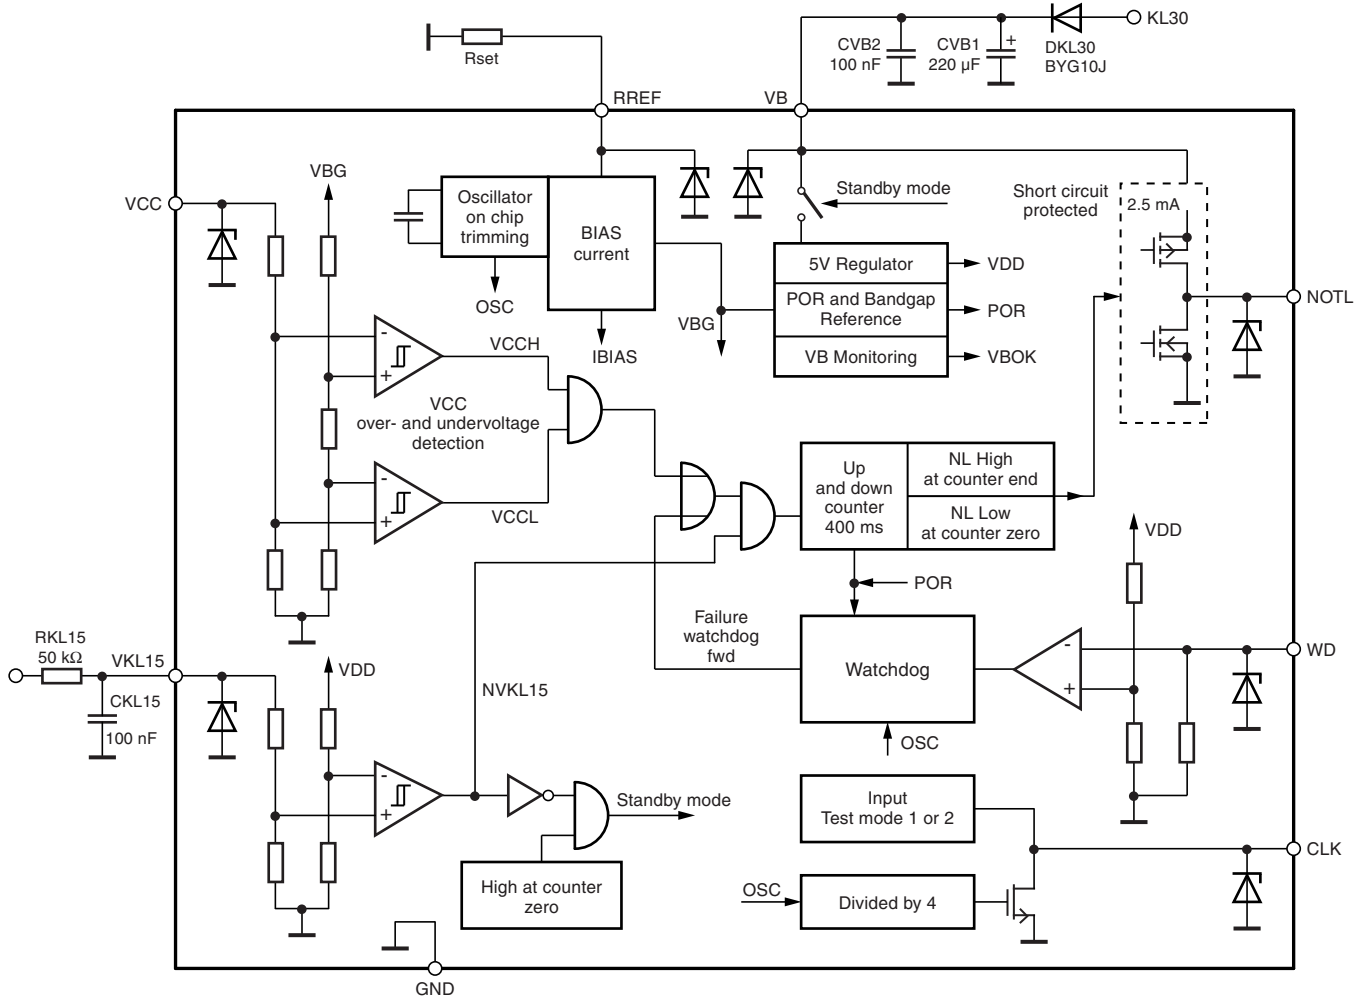 KL30
CVB2
100 nF
CVB1
220 µF
+
DKL30
BYG10J
Rset
RREF
VB
VCC
VBG
Oscillator
on chip
trimming
BIAS
current
OSC
IBIAS
VBG
Standby mode
5V Regulator
VDD
POR and Bandgap
Reference
POR
VB Monitoring
VBOK
Short circuit
protected
2.5 mA
NOTL
-
+
VCCH
VCC
over- and undervoltage
detection
-
+
VCCL
Up
and down
counter
400 ms
NL High
at counter end
NL Low
at counter zero
POR
VDD
Failure
watchdog
fwd
Watchdog
-
+
WD
OSC
RKL15
50 kΩ
VKL15
CKL15
100 nF
VDD
NVKL15
-
+
Standby mode
High at counter
zero
Input
Test mode 1 or 2
CLK
OSC
Divided by 4
GND